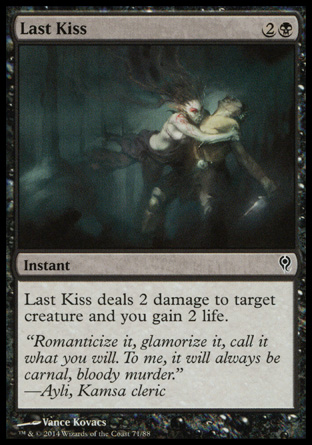 Last Kiss 2
Instant
Last Kiss deals 2 damage to target
creature and you gain 2 life.
“Romanticize it, glamorize it, call it
what you will. To me, it will always be
carnal, bloody murder.”
—Ayli, Kamsa cleric
Vance Kovacs
™ & © 2014 Wizards of the Coast 71/88